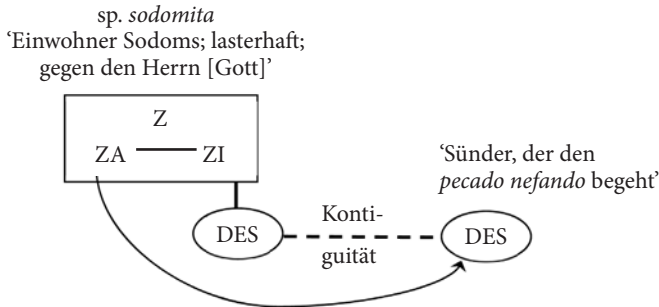 sp. sodomita
‘Einwohner Sodoms; lasterhaft;
gegen den Herrn [Gott]’
Z
ZA ZI
‘Sünder, der den
pecado nefando begeht’
DES
Konti-
guität
DES